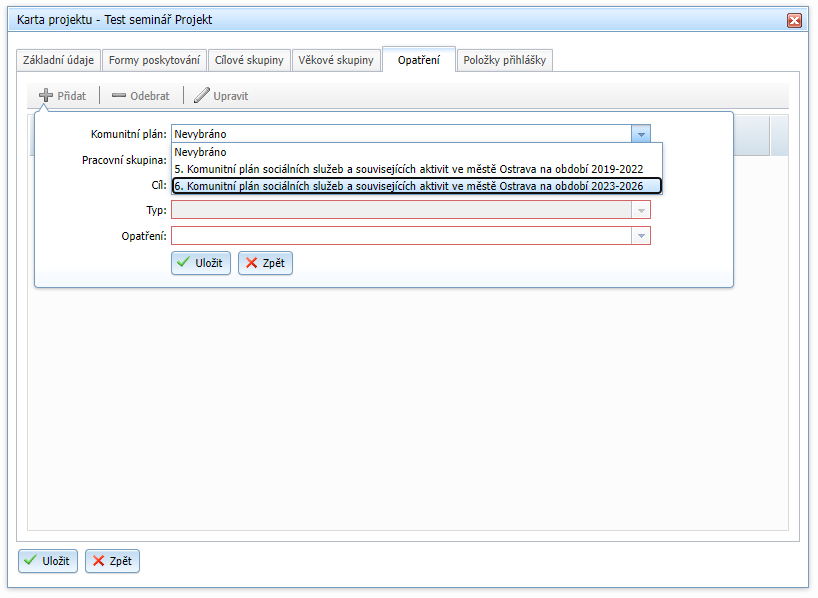 Karta projektu - Test seminář Projekt
Základní údaje Formy poskytování Cílové skupiny Věkové skupiny Opatření Položky přihlášky
Přidat Odebrat Upravit
Komunitní plán: Nevybráno
Nevybráno
Pracovní skupina:
5. Komunitní plán sociálních služeb a souvisejících aktivit ve městě Ostrava na období 2019-2022
Cíl: 6. Komunitní plán sociálních služeb a souvisejících aktivit ve městě Ostrava na období 2023-2026
Typ:
Opatření:
Uložit Zpět
Uložit Zpět